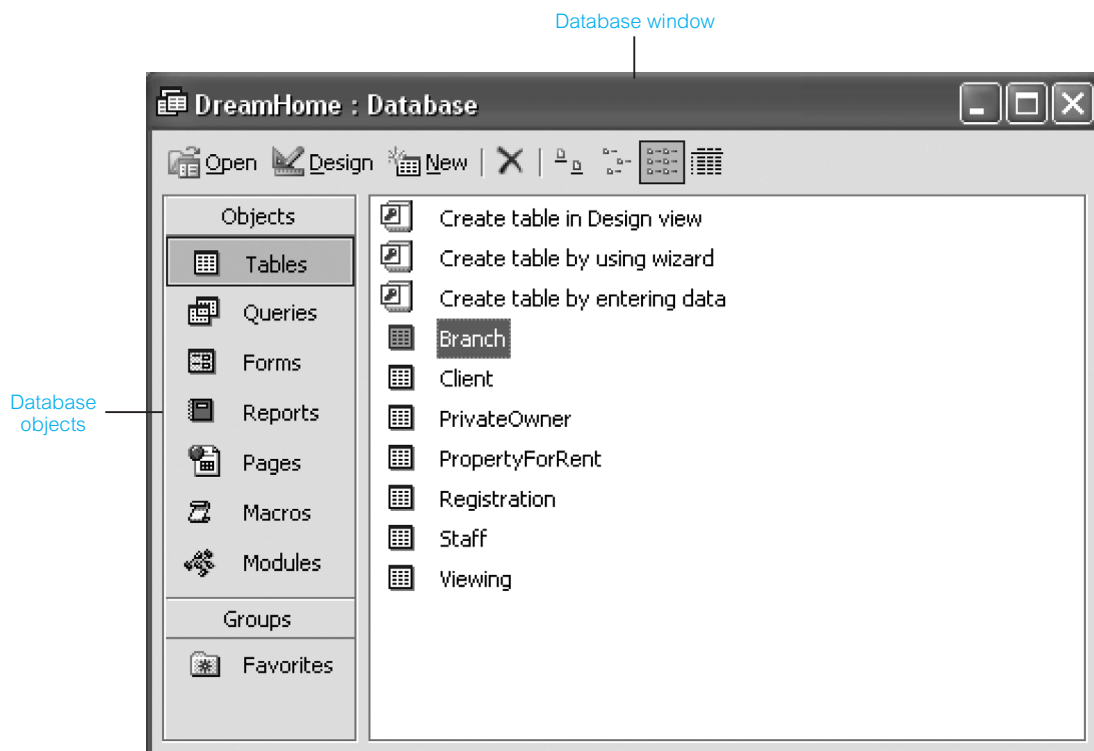 Database window
DreamHome : Database
Open Design New
Objects
Tables
Queries
Forms
Reports
Pages
Macros
Modules
Groups
Favorites
Create table in Design view
Create table by using wizard
Create table by entering data
Branch
Client
PrivateOwner
PropertyForRent
Registration
Staff
Viewing
Database
objects